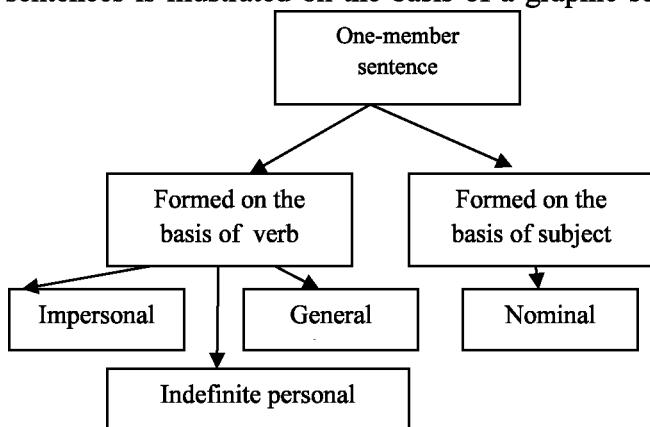 sentences is illustrated on the basis of a graphic
One-member
sentence
Formed on the
basis of verb
Formed on the
basis of subject
Impersonal
General
Nominal
Indefinite personal